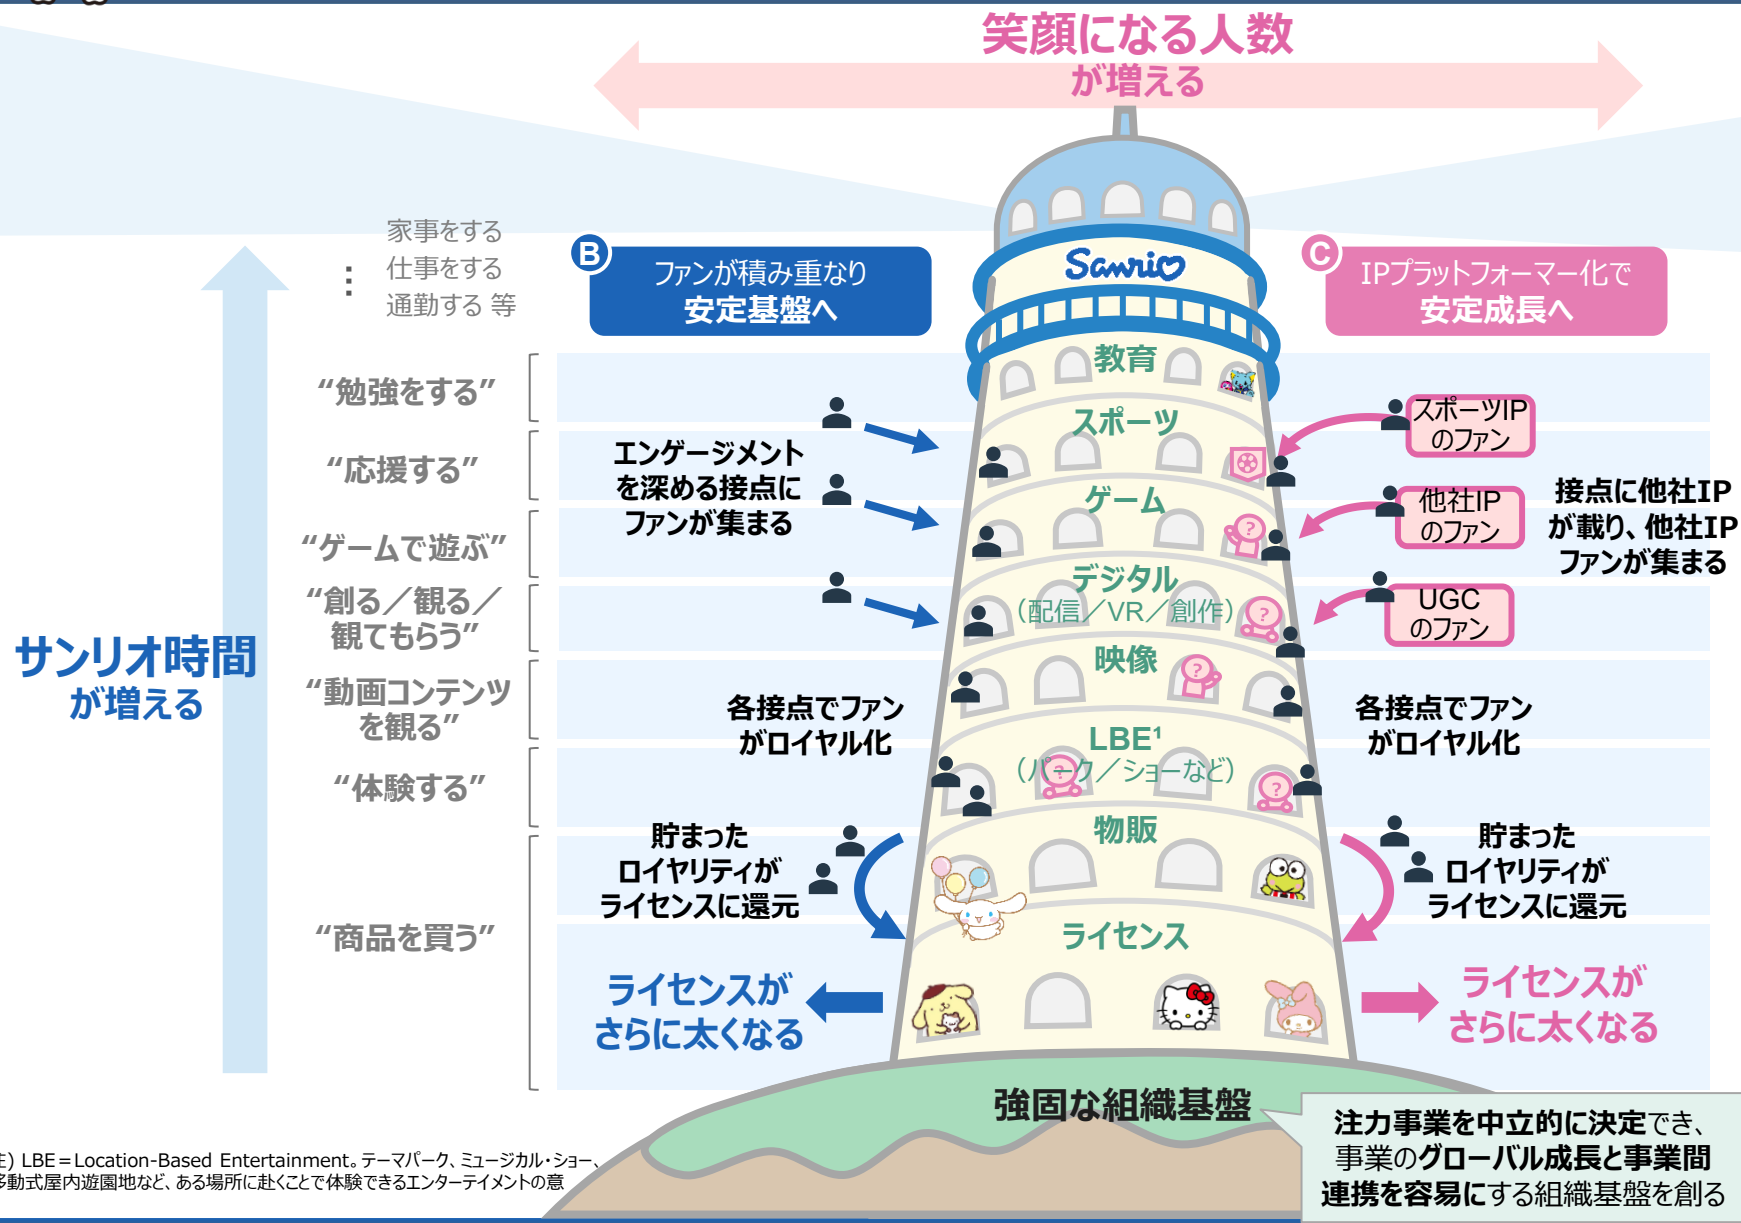 笑顔になる人数
が増える
家事をする
仕事をする
通勤する 等
⋮
B
ファンが積み重なり
安定基盤へ
Sanrio
C
IPプラットフォーマー化で
安定成長へ
サンリオ時間
が増える
“勉強をする”
“応援する”
“ゲームで遊ぶ”
“創る／観る／
観てもらう”
“動画コンテンツ
を観る”
“体験する”
“商品を買う”
エンゲージメント
を深める接点に
ファンが集まる
各接点でファン
がロイヤル化
貯まった
ロイヤリティが
ライセンスに還元
ライセンスが
さらに太くなる
教育
スポーツ
ゲーム
デジタル
（配信／VR／創作）
映像
LBE¹
（パーク／ショーなど）
物販
ライセンス
?
?
?
?
?
スポーツIP
のファン
他社IP
のファン
UGC
のファン
接点に他社IP
が載り、他社IP
ファンが集まる
各接点でファン
がロイヤル化
貯まった
ロイヤリティが
ライセンスに還元
ライセンスが
さらに太くなる
強固な組織基盤
注力事業を中立的に決定でき、
事業のグローバル成長と事業間
連携を容易にする組織基盤を創る
) LBE＝Location-Based Entertainment。テーマパーク、ミュージカル・ショー、
動式屋内遊園地など、ある場所に赴くことで体験できるエンターテイメントの意